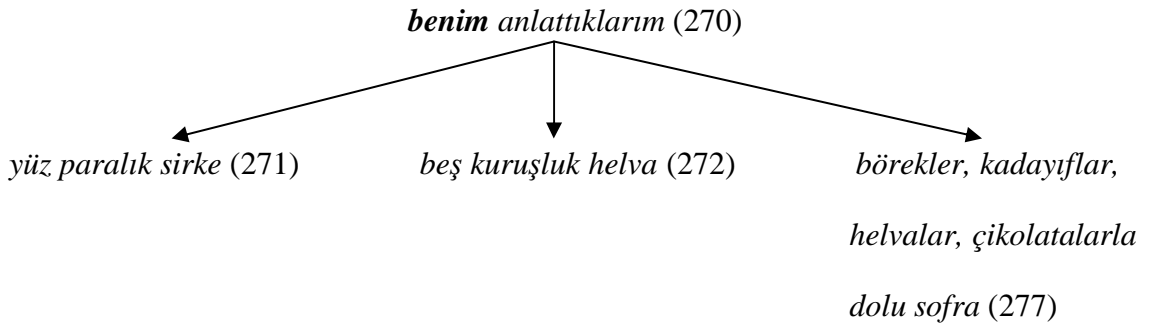 benim anlattıklarım (270)
yüz paralık sirke (271)
beş kuruşluk helva (272)
börekler, kadayıflar,
helvalar, çikolatalarla
dolu sofra (277)